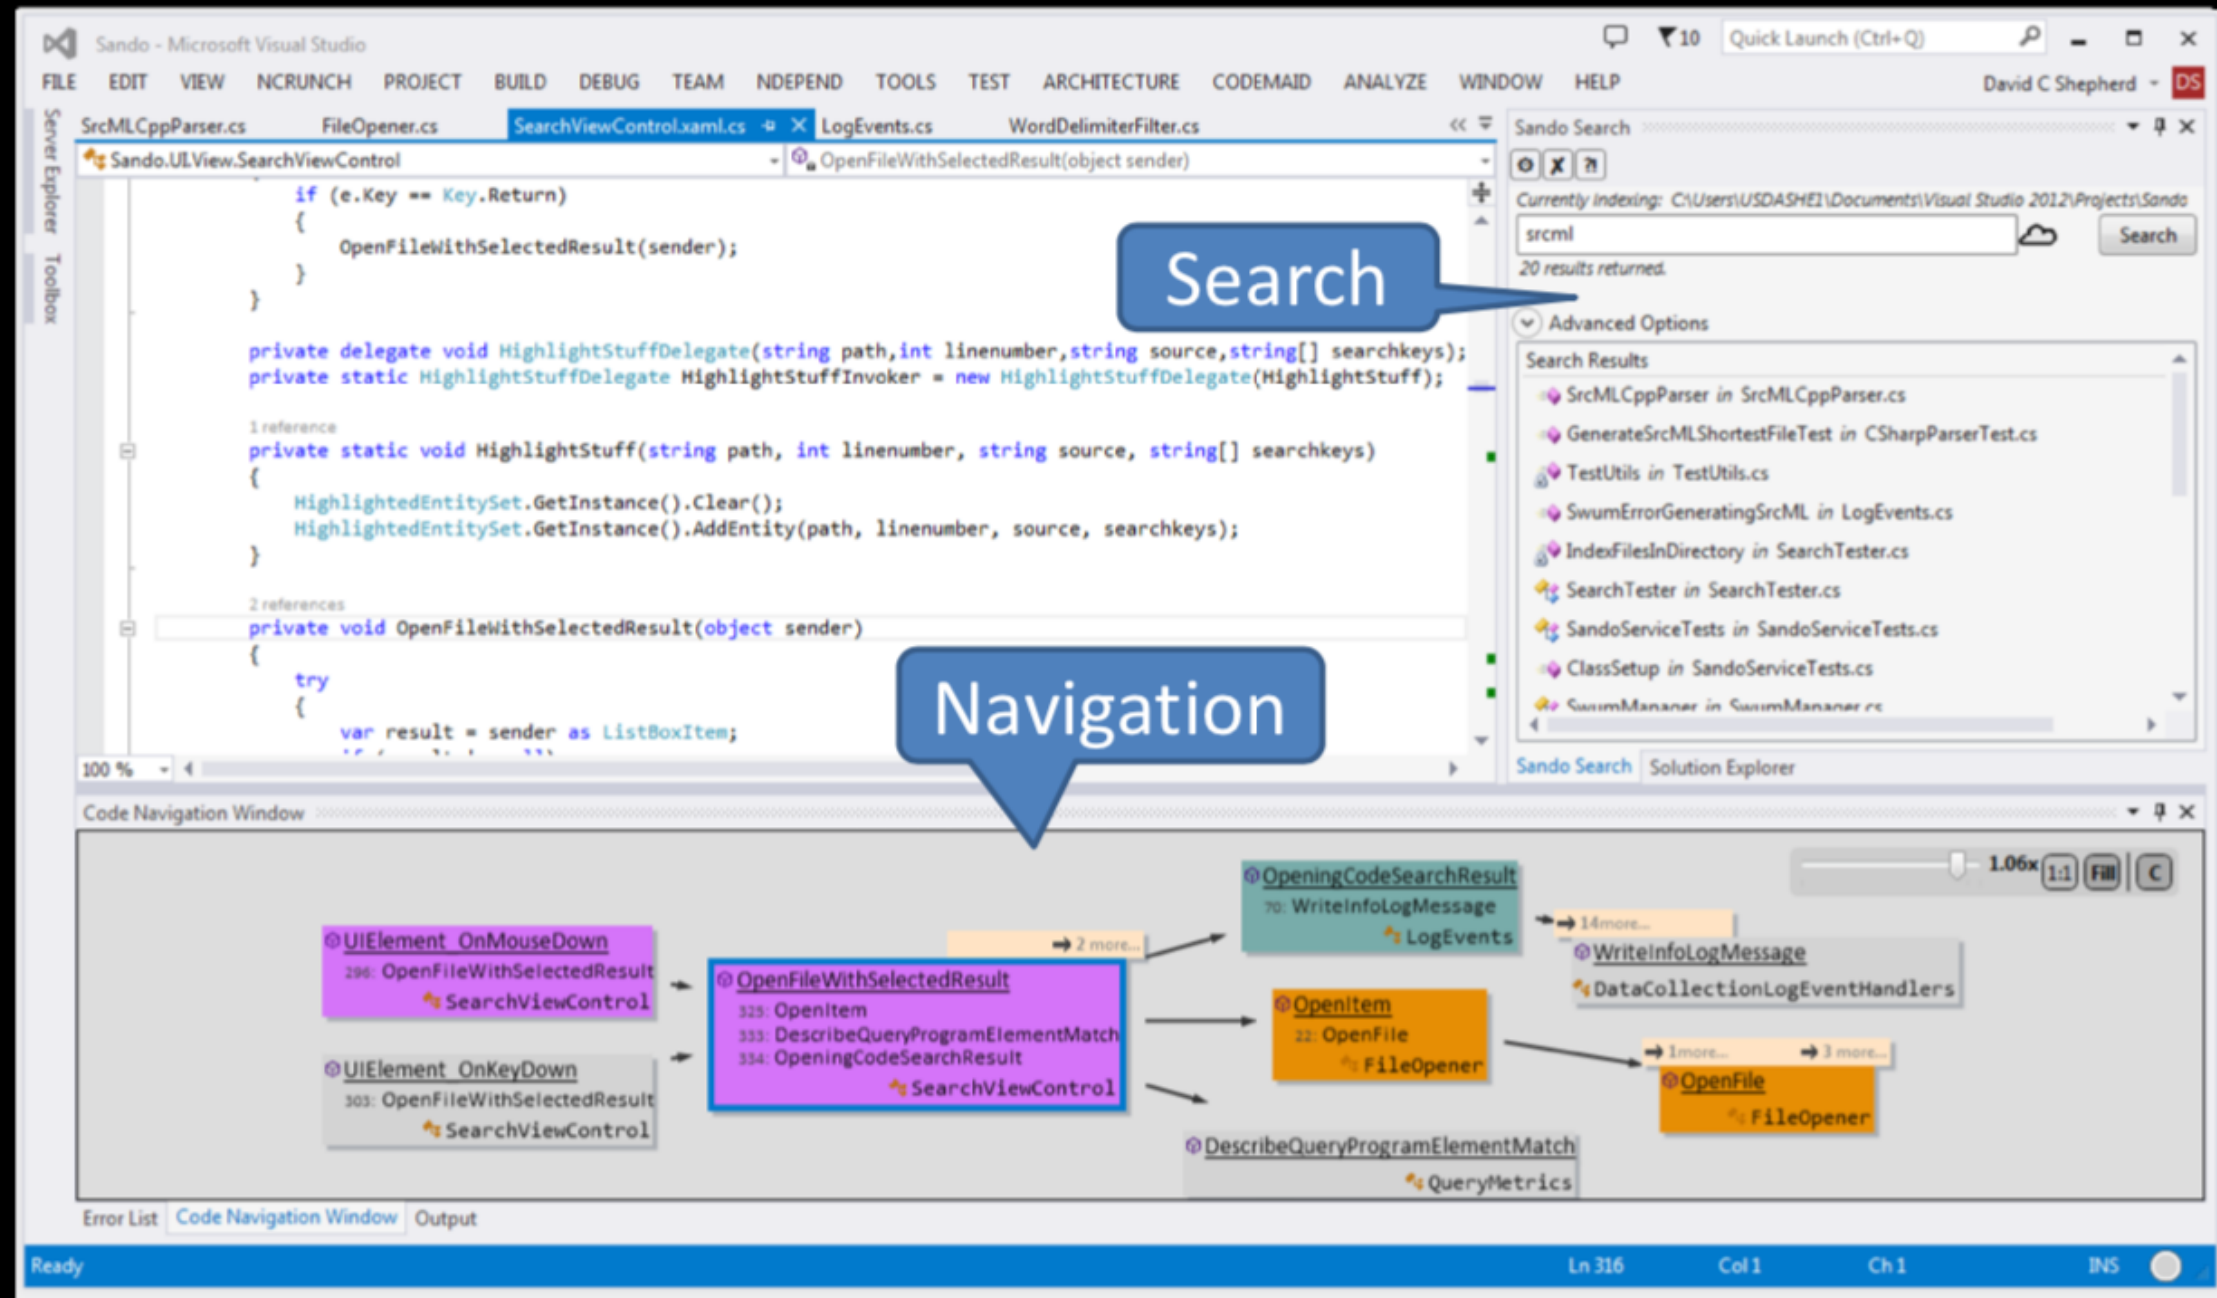 Sando - Microsoft Visual Studio
10
Quick Launch (Ctrl+Q)
FILE EDIT VIEW NCRUNCH PROJECT BUILD DEBUG TEAM NDEPEND TOOLS TEST ARCHITECTURE CODEMAID ANALYZE WINDOW HELP
David C Shepherd DS
Server Explorer
Toolbox
SrcMLCppParser.cs FileOpener.cs SearchViewControl.xaml.cs LogEvents.cs WordDelimiterFilter.cs
Sando.UI.View.SearchViewControl OpenFileWithSelectedResult(object sender)
if (e.Key == Key.Return)
{
OpenFileWithSelectedResult(sender);
}
}
private delegate void HighlightStuffDelegate(string path,int linenumber,string source,string[] searchkeys);
private static HighlightStuffDelegate HighlightStuffInvoker = new HighlightStuffDelegate(HighlightStuff);
1 reference
private static void HighlightStuff(string path, int linenumber, string source, string[] searchkeys)
{
HighlightedEntitySet.GetInstance().Clear();
HighlightedEntitySet.GetInstance().AddEntity(path, linenumber, source, searchkeys);
}
2 references
private void OpenFileWithSelectedResult(object sender)
{
try
{
var result = sender as ListBoxItem;
100 %
Search
Navigation
Sando Search
Currently Indexing: C:\Users\USDASHE1\Documents\Visual Studio 2012\Projects\Sando
srcml
Search
20 results returned.
Advanced Options
Search Results
SrcMLCppParser in SrcMLCppParser.cs
GenerateSrcMLShortestFileTest in CSharpParserTest.cs
TestUtils in TestUtils.cs
SwumErrorGeneratingSrcML in LogEvents.cs
IndexFilesInDirectory in SearchTester.cs
SearchTester in SearchTester.cs
SandoServiceTests in SandoServiceTests.cs
ClassSetup in SandoServiceTests.cs
SwumManager in SwumManager.cs
Sando Search Solution Explorer
Code Navigation Window
1.06x 1:1 Fill C
UIElement_OnMouseDown
296: OpenFileWithSelectedResult
SearchViewControl
UIElement_OnKeyDown
303: OpenFileWithSelectedResult
SearchViewControl
2 more...
OpenFileWithSelectedResult
325: OpenItem
333: DescribeQueryProgramElementMatch
334: OpeningCodeSearchResult
SearchViewControl
OpeningCodeSearchResult
70: WriteInfoLogMessage
LogEvents
14more...
WriteInfoLogMessage
DataCollectionLogEventHandlers
OpenItem
22: OpenFile
FileOpener
1more... 3 more...
OpenFile
FileOpener
DescribeQueryProgramElementMatch
QueryMetrics
Error List Code Navigation Window Output
Ready Ln 316 Col 1 Ch 1 INS